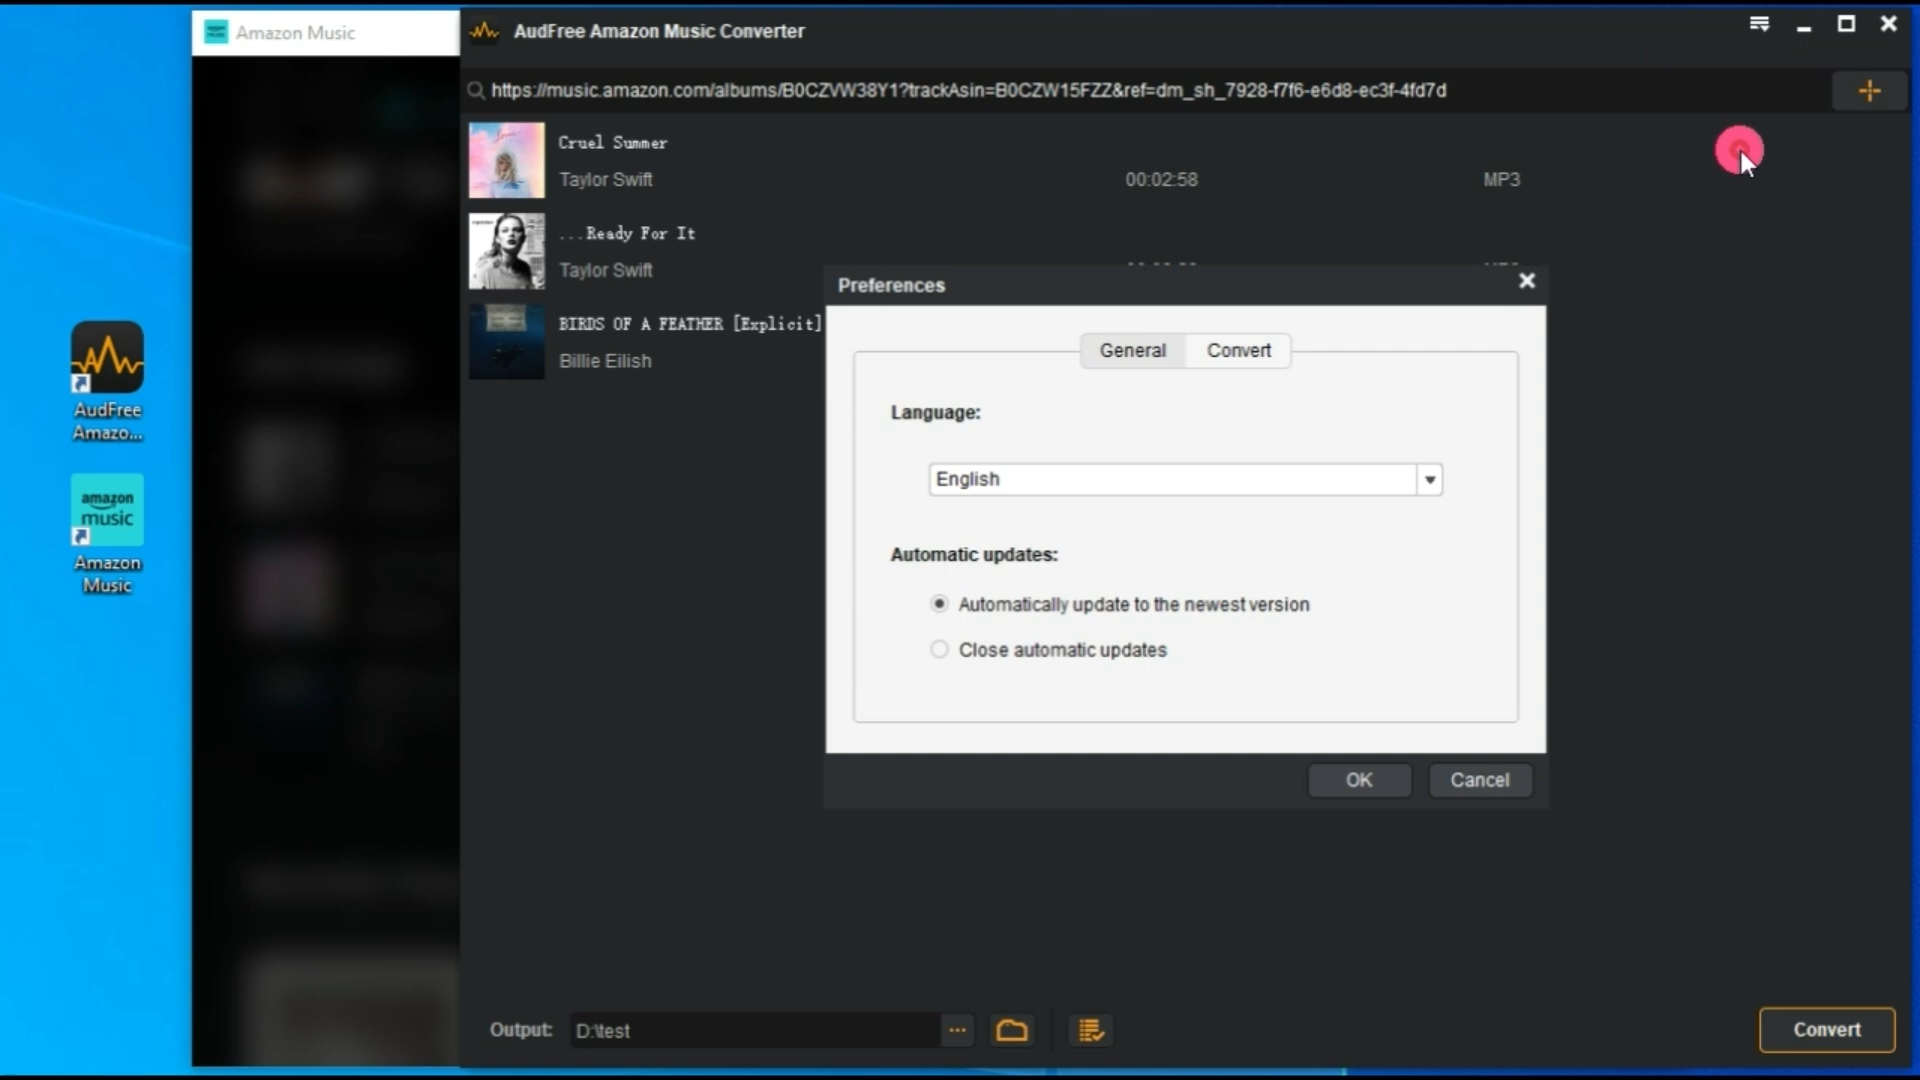 Amazon Music
AudFree Amazon Music Converter
https://music.amazon.com/albums/B0CZVW38Y1?trackAsin=B0CZW15FZZ&ref=dm_sh_7928-f7f6-e6d8-ec3f-4fd7d
Cruel Summer
Taylor Swift 00:02:58 MP3
...Ready For It
Taylor Swift
BIRDS OF A FEATHER [Explicit]
Billie Eilish
Preferences
General Convert
Language:
English
Automatic updates:
Automatically update to the newest version
Close automatic updates
OK Cancel
AudFree
Amazo...
amazon
music
Amazon
Music
Output: D:\test ...
Convert